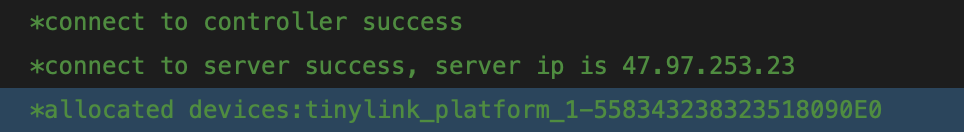 *connect to controller success
*connect to server success, server ip is 47.97.253.23
*allocated devices:tinylink_platform_1-558343238323518090E0